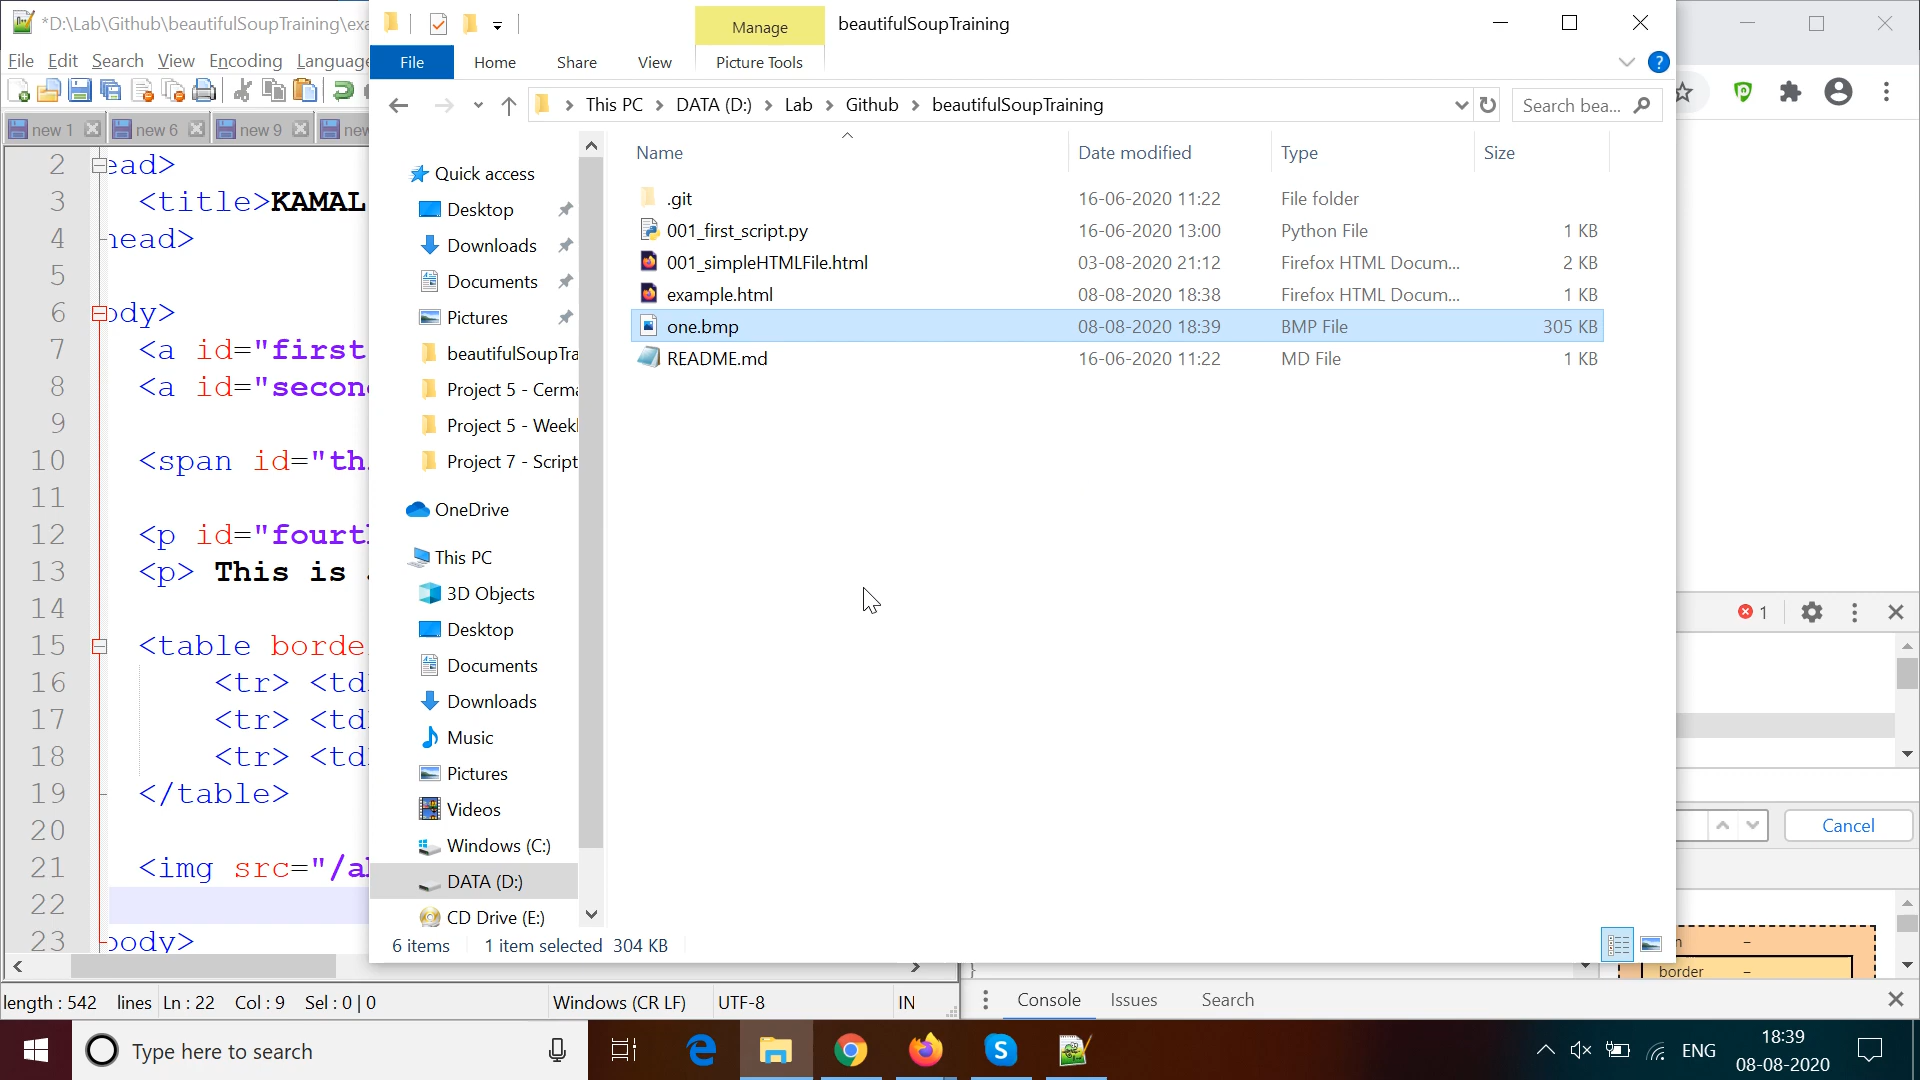 *D:\Lab\Github\beautifulSoupTraining\exa
File Edit Search View Encoding Language
new 1 new 6 new 9 new
2 ead>
3 <title>KAMAL
4 head>
5
6 ody>
7 <a id="first
8 <a id="second
9
10 <span id="thi
11
12 <p id="fourth
13 <p> This is
14
15 <table borde
16 <tr> <td
17 <tr> <td
18 <tr> <td
19 </table>
20
21 <img src="/al
22
23 body>
length : 542 lines Ln : 22 Col : 9 Sel : 0 | 0 Windows (CR LF) UTF-8 IN
Manage beautifulSoupTraining
File Home Share View Picture Tools
This PC > DATA (D:) > Lab > Github > beautifulSoupTraining
Search bea...
Quick access
Desktop
Downloads
Documents
Pictures
beautifulSoupTra
Project 5 - Cerma
Project 5 - Weekl
Project 7 - Script
OneDrive
This PC
3D Objects
Desktop
Documents
Downloads
Music
Pictures
Videos
Windows (C:)
DATA (D:)
CD Drive (E:)
Name Date modified Type Size
.git 16-06-2020 11:22 File folder
001_first_script.py 16-06-2020 13:00 Python File 1 KB
001_simpleHTMLFile.html 03-08-2020 21:12 Firefox HTML Docum... 2 KB
example.html 08-08-2020 18:38 Firefox HTML Docum... 1 KB
one.bmp 08-08-2020 18:39 BMP File 305 KB
README.md 16-06-2020 11:22 MD File 1 KB
6 items 1 item selected 304 KB
1
Cancel
n –
border –
}
Console Issues Search
Type here to search
ENG
18:39
08-08-2020